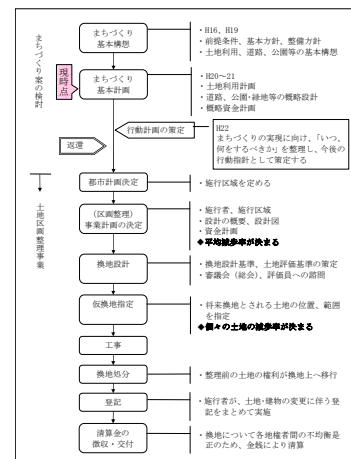 まちづくり案の検討
まちづくり
基本構想
・H16、H19
・前提条件、基本方針、整備方針
・土地利用、道路、公園等の基本構想
現時点
まちづくり
基本計画
・H20～21
・土地利用計画
・道路、公園・緑地等の概略設計
・概略資金計画
行動計画の策定
H22
まちづくりの実現に向け、「いつ、
何をするべきか」を整理し、今後の
行動指針として策定する
返還
土地区画整理事業
都市計画決定
・施行区域を定める
（区画整理）
事業計画の決定
・施行者、施行区域
・設計の概要、設計図
・資金計画
◆平均減歩率が決まる
換地設計
・換地設計基準、土地評価基準の策定
・審議会（総会）、評価員への諮問
仮換地指定
・将来換地とされる土地の位置、範囲
を指定
◆個々の土地の減歩率が決まる
工事
換地処分
・整理前の土地の権利が換地上へ移行
登記
・施行者が、土地・建物の変更に伴う登
記をまとめて実施
清算金の
徴収・交付
・換地について各地権者間の不均衡是
正のため、金銭により清算